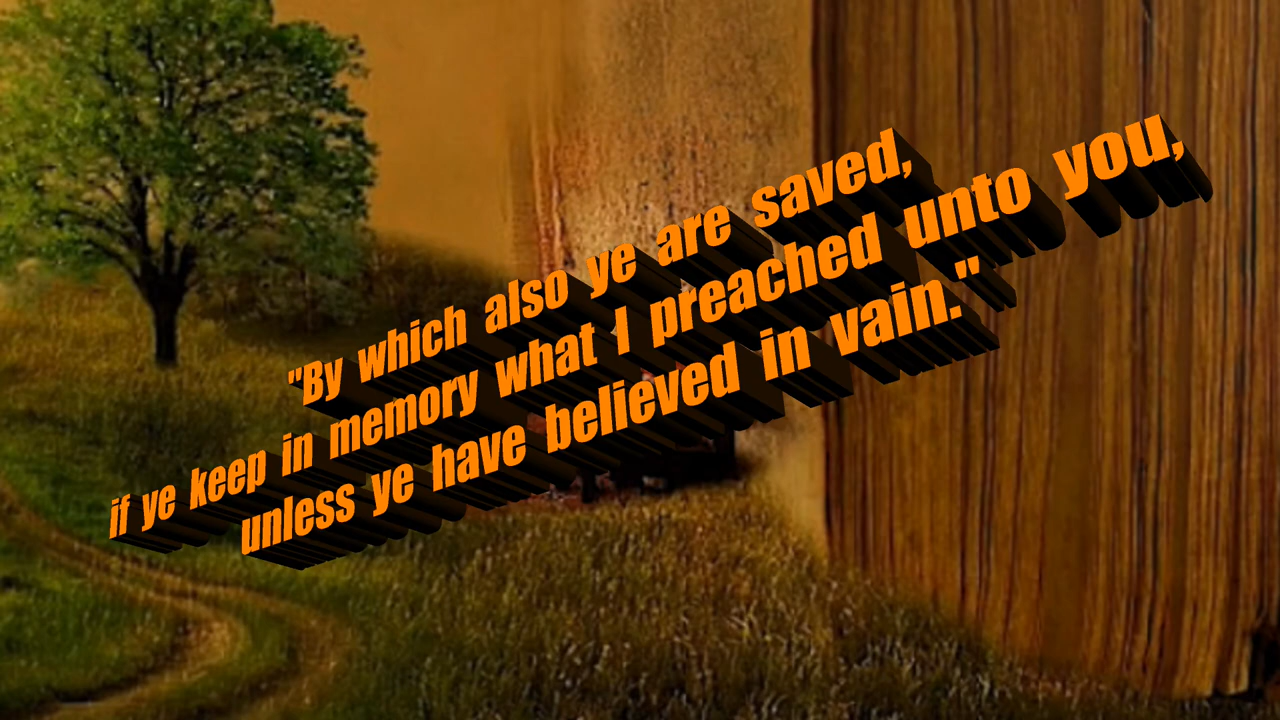 "By which also ye are saved,
if ye keep in memory what I preached unto you,
unless ye have believed in vain."